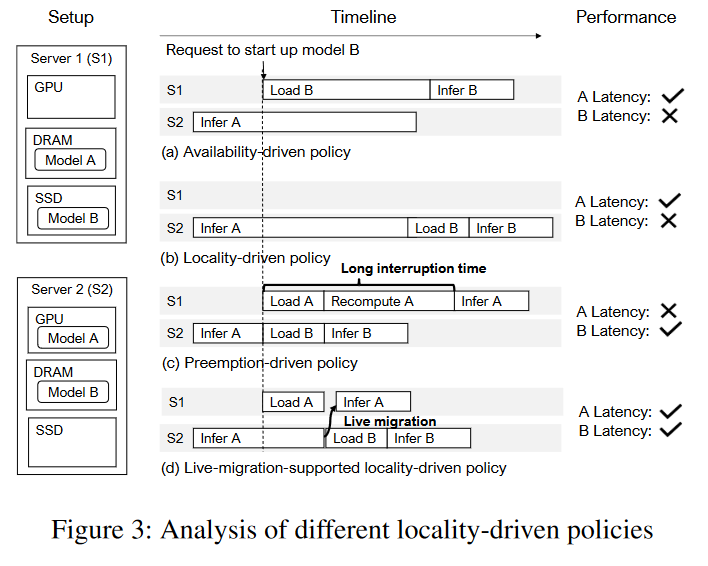 Setup
Timeline
Performance
Request to start up model B
Server 1 (S1)
GPU
DRAM
Model A
SSD
Model B
S1
Load B
Infer B
S2
Infer A
(a) Availability-driven policy
A Latency: ✓
B Latency: ✕
S1
S2
Infer A
Load B
Infer B
(b) Locality-driven policy
A Latency: ✓
B Latency: ✕
Server 2 (S2)
GPU
Model A
DRAM
Model B
SSD
Long interruption time
S1
Load A
Recompute A
Infer A
S2
Infer A
Load B
Infer B
(c) Preemption-driven policy
A Latency: ✕
B Latency: ✓
S1
Load A
Infer A
Live migration
S2
Infer A
Load B
Infer B
(d) Live-migration-supported locality-driven policy
A Latency: ✓
B Latency: ✓
Figure 3: Analysis of different locality-driven policies